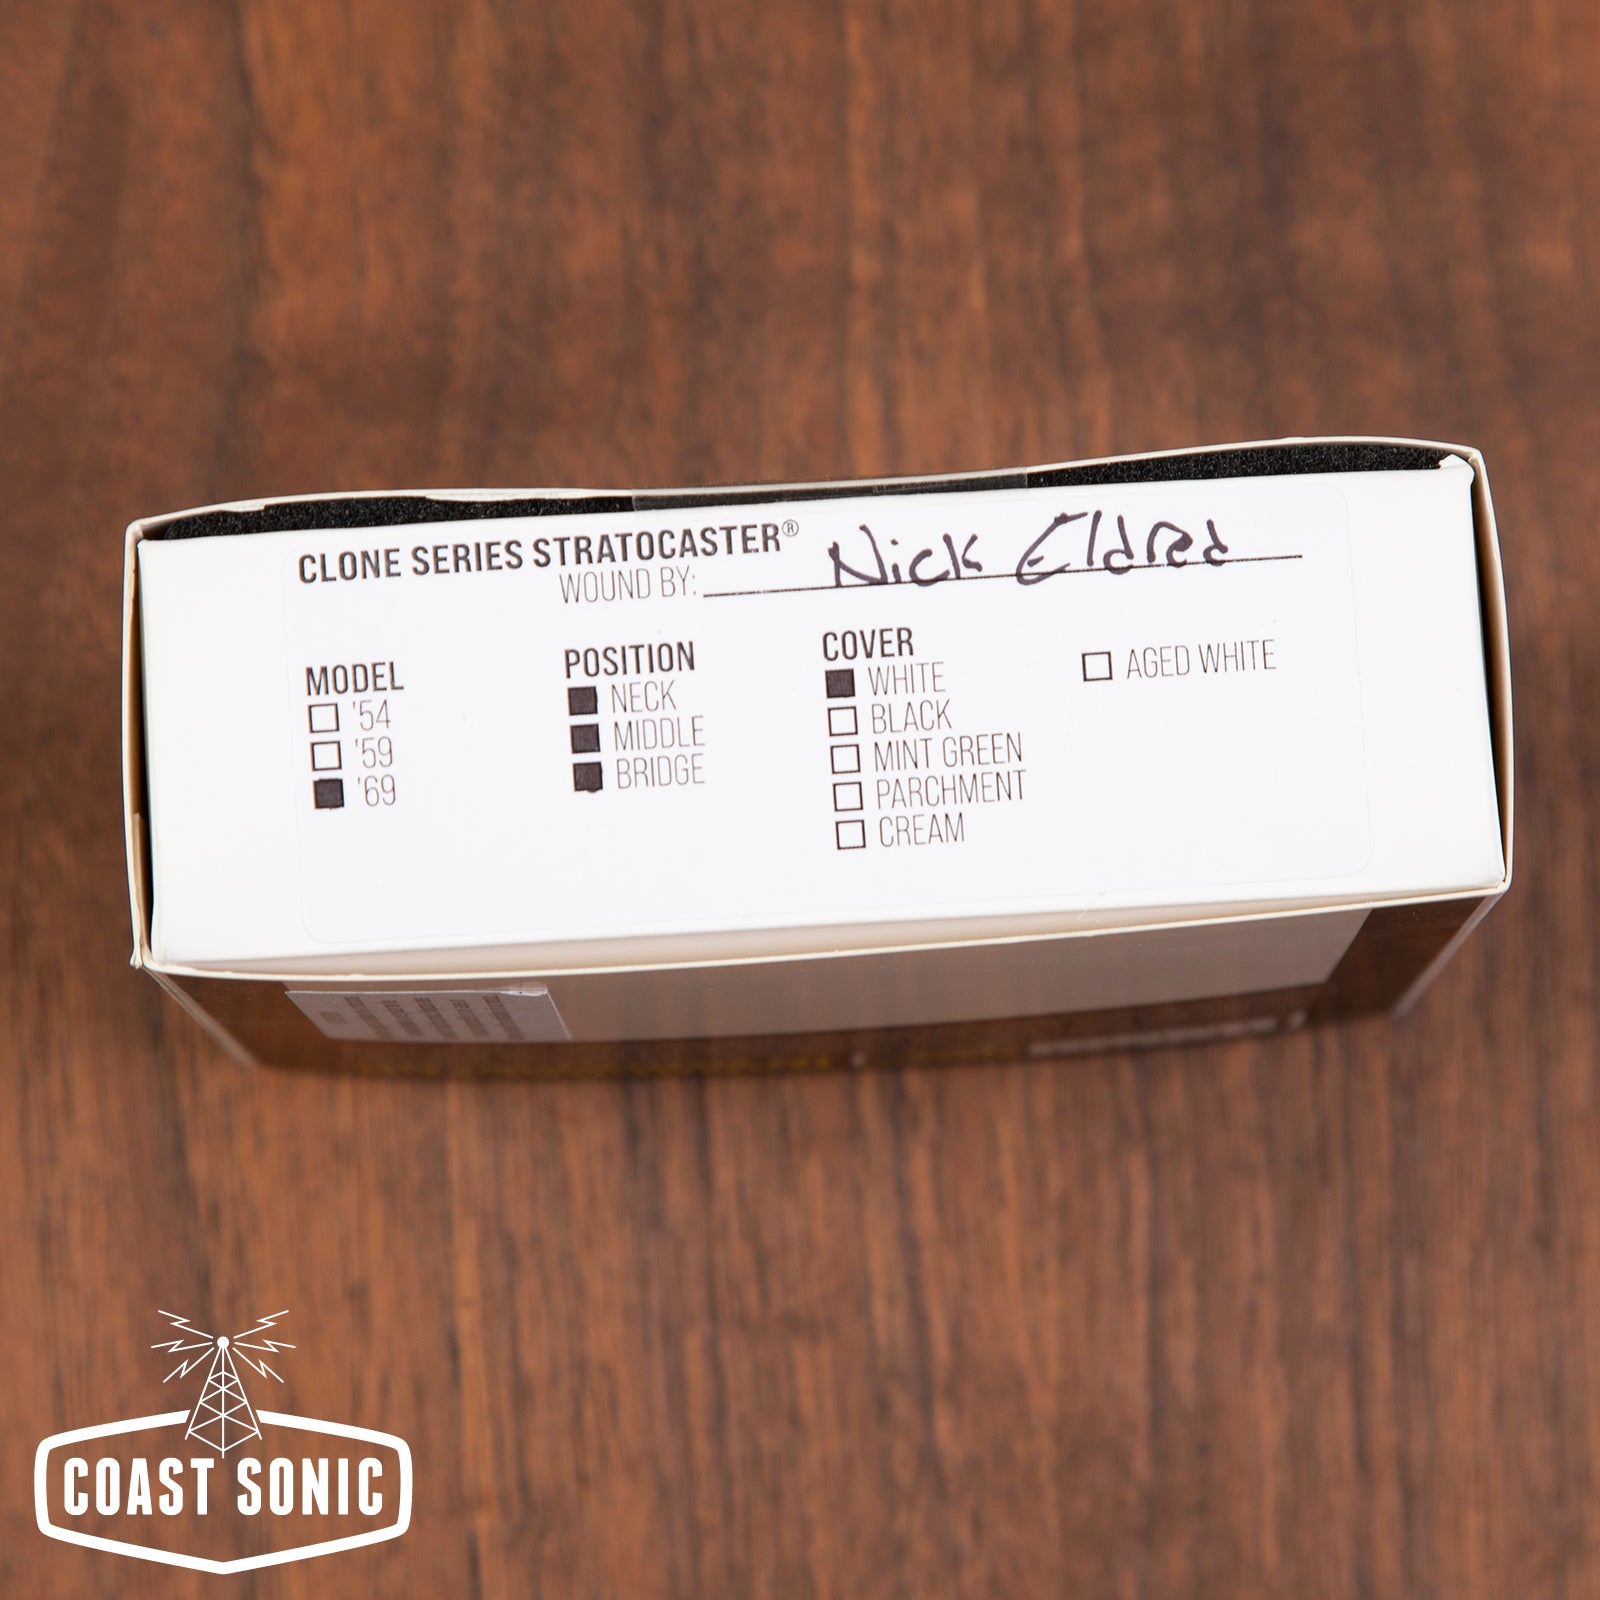 CLONE SERIES STRATOCASTER®
WOUND BY: Nick Eldred
MODEL
'54
'59
'69
POSITION
NECK
MIDDLE
BRIDGE
COVER
WHITE
BLACK
MINT GREEN
PARCHMENT
CREAM
AGED WHITE
COAST SONIC